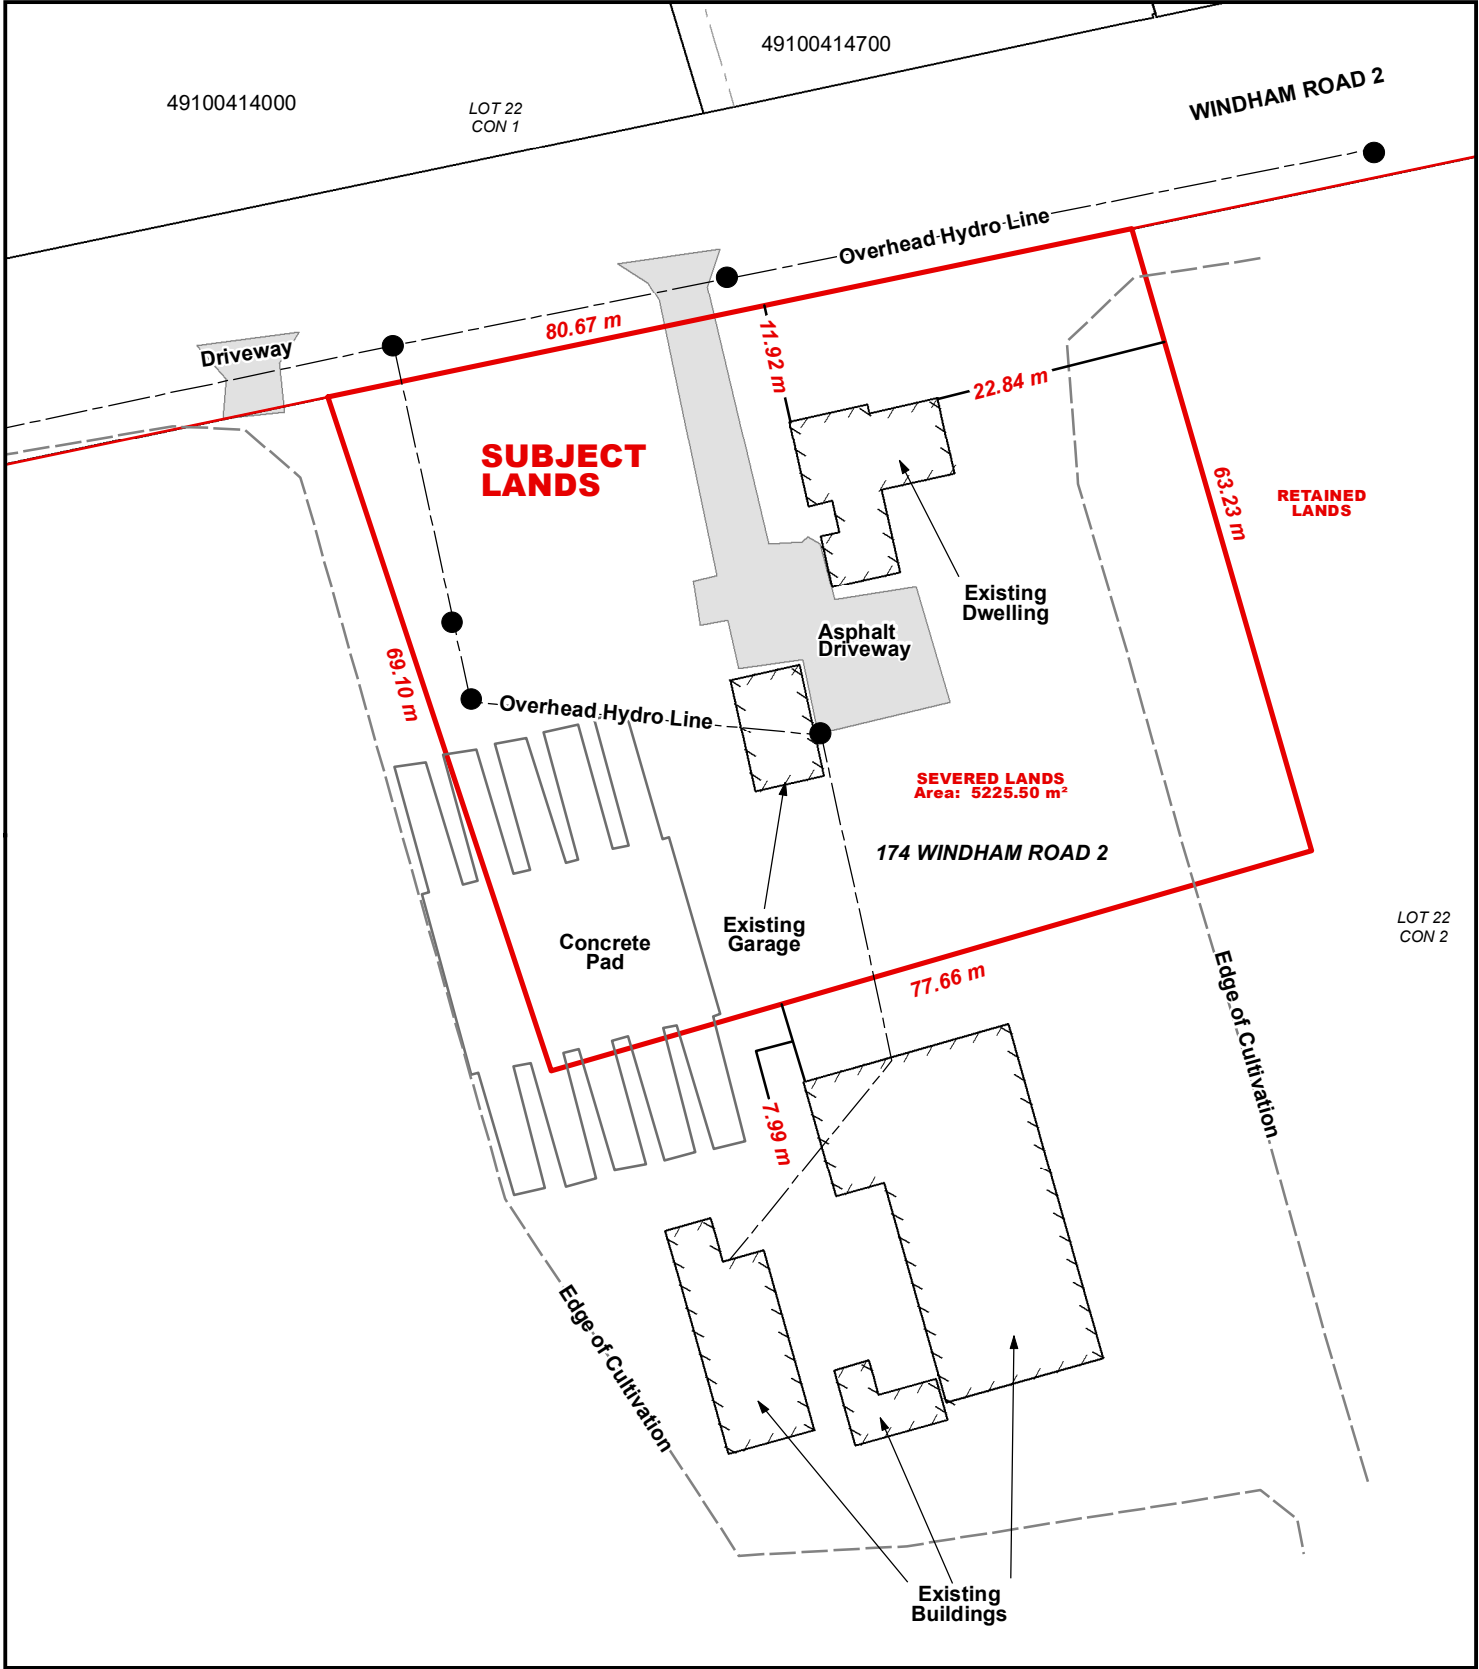 49100414700
49100414000
LOT 22
CON 1
WINDHAM ROAD 2
Overhead Hydro Line
80.67 m
Driveway
11.92 m
22.84 m
SUBJECT
LANDS
63.23 m
RETAINED
LANDS
Existing
Dwelling
Asphalt
Driveway
69.10 m
Overhead Hydro Line
SEVERED LANDS
Area: 5225.50 m²
174 WINDHAM ROAD 2
Existing
Garage
LOT 22
CON 2
Concrete
Pad
77.66 m
Edge of Cultivation
7.99 m
Edge of Cultivation
Existing
Buildings